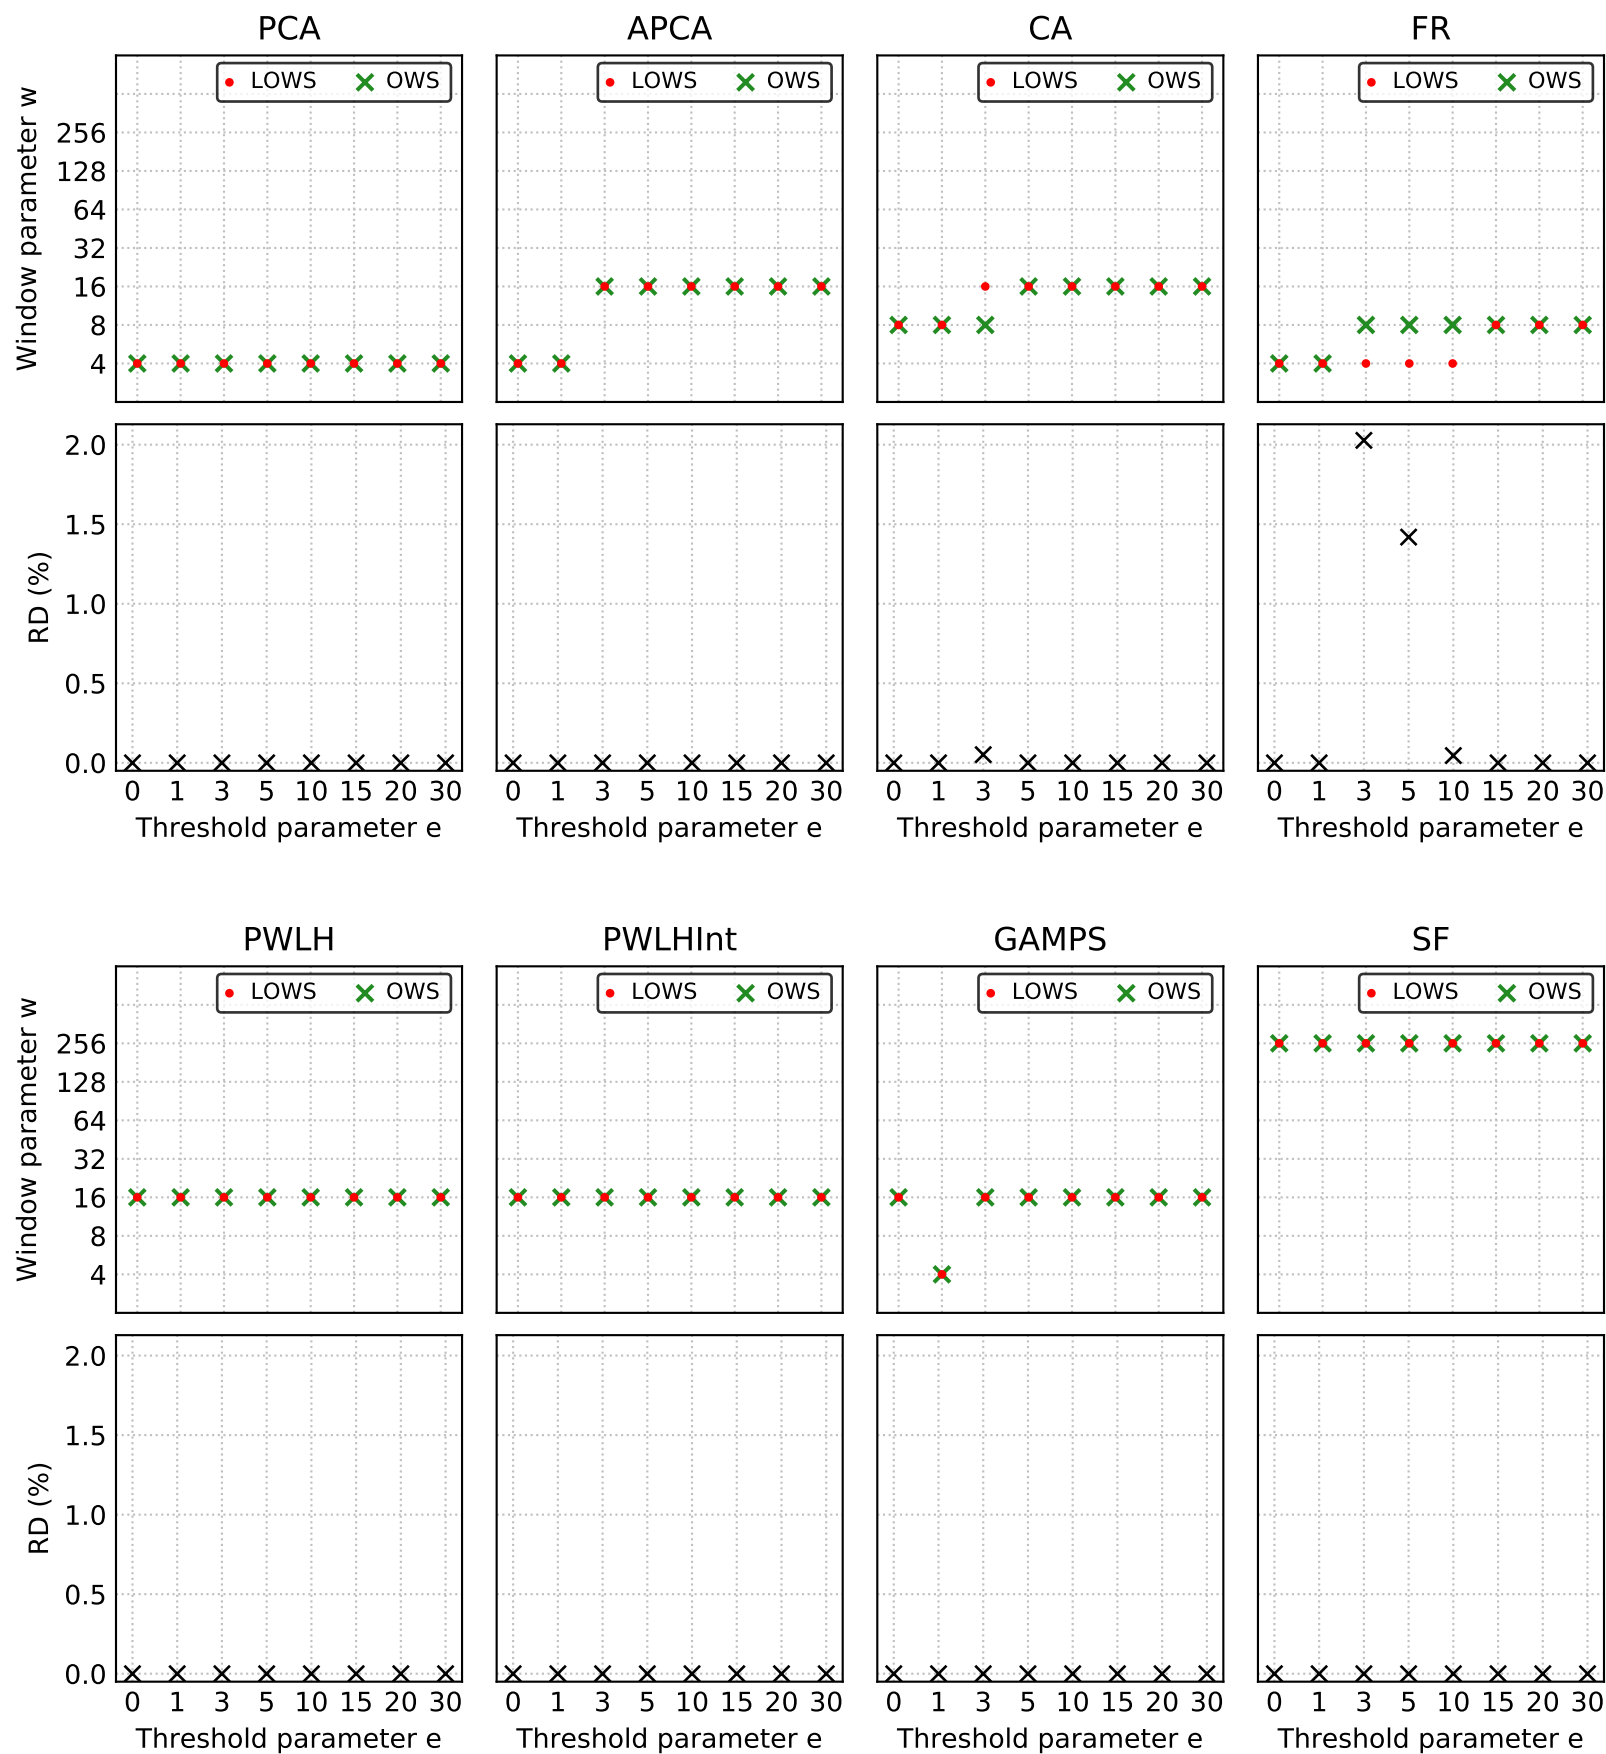 PCA APCA CA FR
LOWS OWS LOWS OWS LOWS OWS LOWS OWS
Window parameter w
256
128
64
32
16
8
4
RD (%)
2.0
1.5
1.0
0.5
0.0
0 1 3 5 10 15 20 30 0 1 3 5 10 15 20 30 0 1 3 5 10 15 20 30 0 1 3 5 10 15 20 30
Threshold parameter e Threshold parameter e Threshold parameter e Threshold parameter e
PWLH PWLHInt GAMPS SF
LOWS OWS LOWS OWS LOWS OWS LOWS OWS
Window parameter w
256
128
64
32
16
8
4
RD (%)
2.0
1.5
1.0
0.5
0.0
0 1 3 5 10 15 20 30 0 1 3 5 10 15 20 30 0 1 3 5 10 15 20 30 0 1 3 5 10 15 20 30
Threshold parameter e Threshold parameter e Threshold parameter e Threshold parameter e